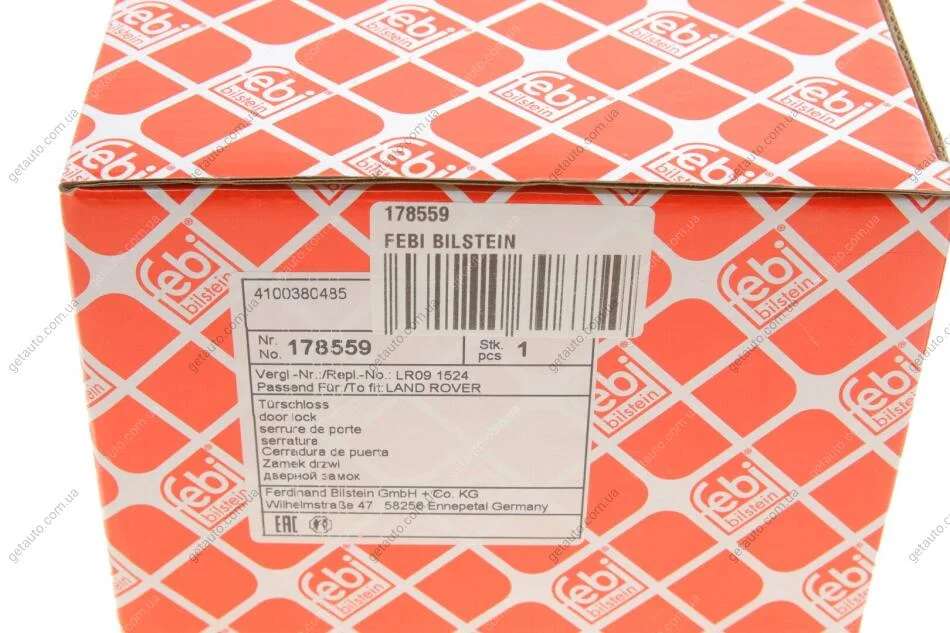 febi
bilstein
178559
FEBI BILSTEIN
4100380485
Nr.
No. 178559
Stk.
pcs 1
Vergl.-Nr.:/Repl.-No.: LR09 1524
Passend Für:/To fit: LAND ROVER
Türschloss
door lock
serrure de porte
serratura
Cerradura de puerta
Zamek drzwi
дверной замок
Ferdinand Bilstein GmbH + Co. KG
Wilhelmstraße 47 58256 Ennepetal Germany
EAC
getauto.com.ua